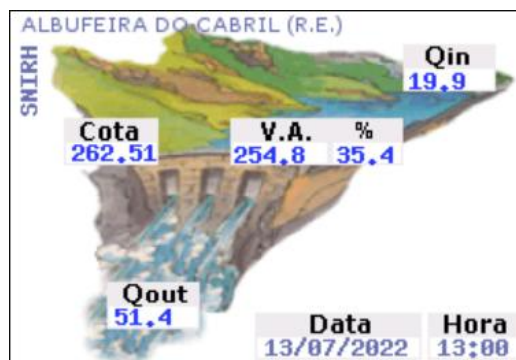 ALBUFEIRA DO CABRIL (R.E.)
SNIRH
Qin
19.9
Cota
262.51
V.A. %
254.8 35.4
Qout
51.4
Data Hora
13/07/2022 13:00